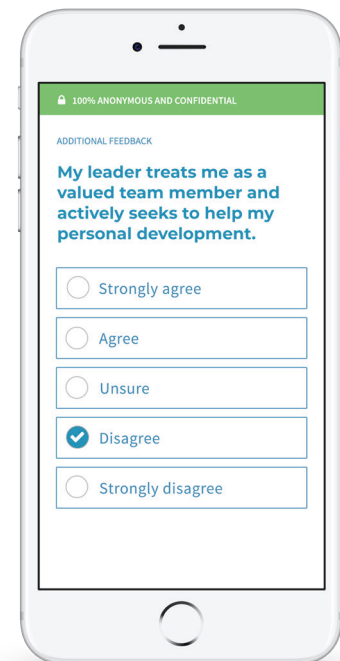 100% ANONYMOUS AND CONFIDENTIAL
ADDITIONAL FEEDBACK
My leader treats me as a
valued team member and
actively seeks to help my
personal development.
Strongly agree
Agree
Unsure
Disagree
Strongly disagree